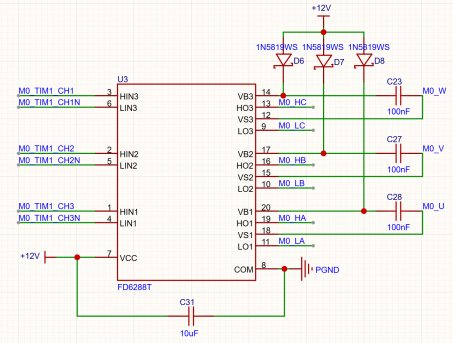 +12V
1N5819WS 1N5819WS 1N5819WS
D6 D7 D8
U3
C23
M0_TIM1_CH1 3 HIN3 VB3 14 M0_W
M0_TIM1_CH1N 6 LIN3 HO3 13 M0_HC
100nF
VS3 12
LO3 9 M0_LC
C27
M0_TIM1_CH2 2 HIN2 VB2 17 M0_V
M0_TIM1_CH2N 5 LIN2 HO2 16 M0_HB
100nF
VS2 15
LO2 10 M0_LB
C28
M0_TIM1_CH3 1 HIN1 VB1 20 M0_U
M0_TIM1_CH3N 4 LIN1 HO1 19 M0_HA
100nF
VS1 18
LO1 11 M0_LA
+12V 7 VCC
COM 8 PGND
FD6288T
C31
10uF